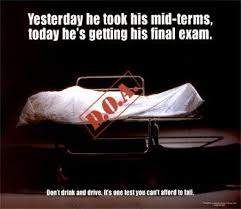 Yesterday he took his mid-terms,
today he's getting his final exam.
D.O.A.
Don't drink and drive. It's one test you can't afford to fail.